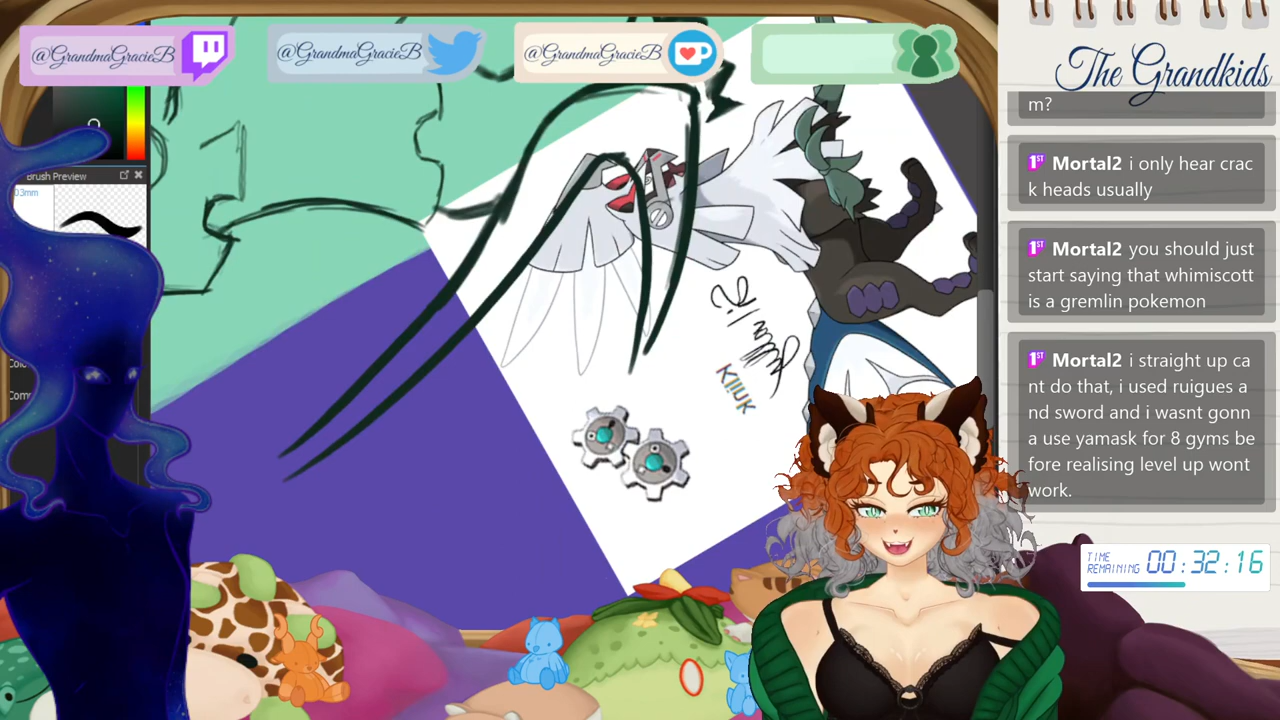 @GrandmaGracieB
@GrandmaGracieB
@GrandmaGracieB
The Grandkids
m?
Brush Preview
03mm
1ST Mortal2 i only hear crac
k heads usually
1ST Mortal2 you should just
start saying that whimiscott
is a gremlin pokemon
1ST Mortal2 i straight up ca
nt do that, i used ruigues a
nd sword and i wasnt gonn
a use yamask for 8 gyms be
fore realising level up wont
work.
KIIUK
TIME
REMAINING 00:32:16